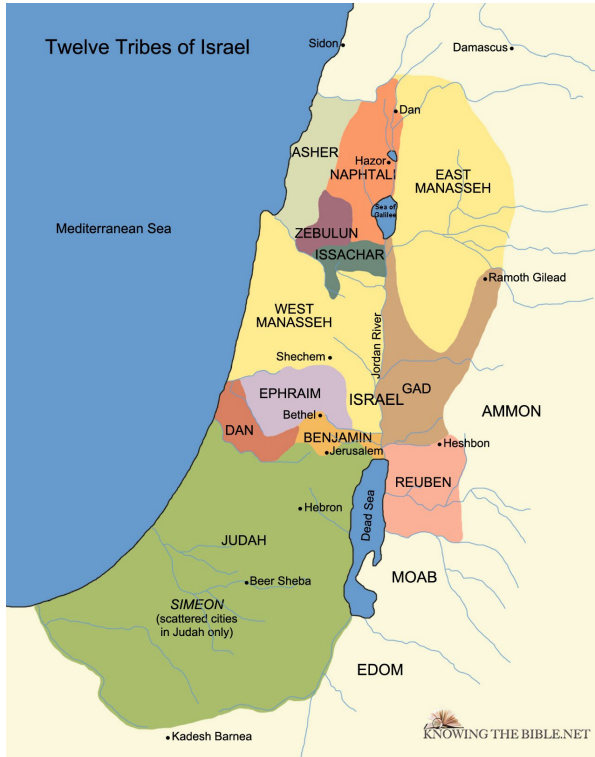 Twelve Tribes of Israel
Sidon
Damascus
Dan
ASHER
Hazor
NAPHTALI
EAST
MANASSEH
Sea of
Galilee
Mediterranean Sea
ZEBULUN
ISSACHAR
Ramoth Gilead
WEST
MANASSEH
Jordan River
Shechem
EPHRAIM
ISRAEL
GAD
Bethel
AMMON
DAN
BENJAMIN
Heshbon
Jerusalem
REUBEN
Hebron
Dead Sea
JUDAH
MOAB
Beer Sheba
SIMEON
(scattered cities
in Judah only)
EDOM
KNOWING THE BIBLE.NET
Kadesh Barnea